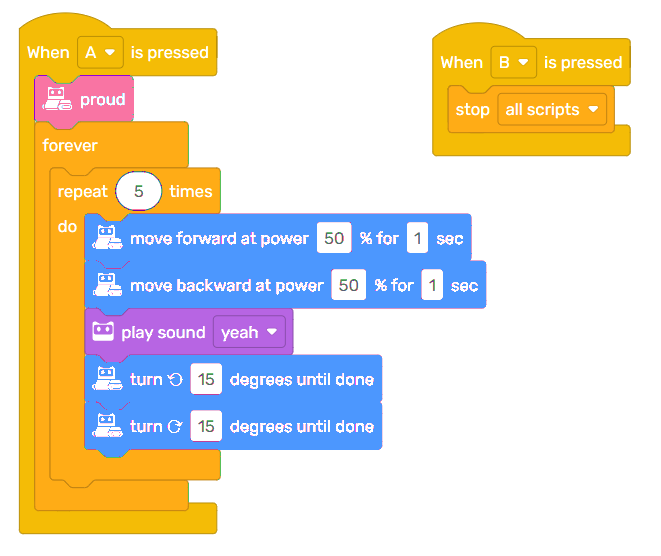 When A is pressed
proud
forever
repeat 5 times
do
move forward at power 50 % for 1 sec
move backward at power 50 % for 1 sec
play sound yeah
turn 15 degrees until done
turn 15 degrees until done
When B is pressed
stop all scripts